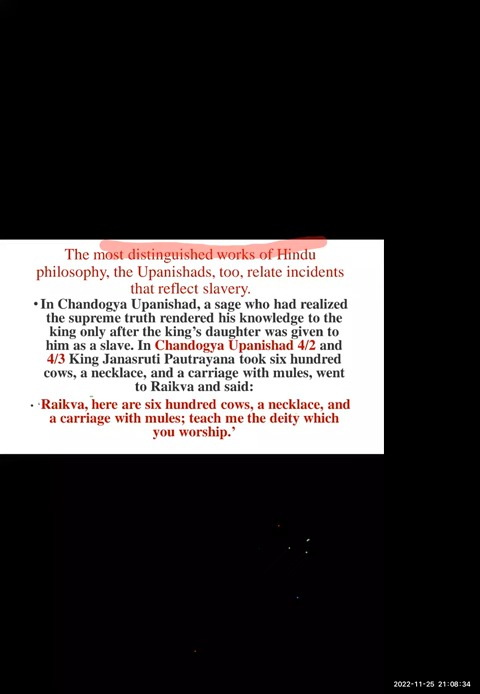 The most distinguished works of Hindu
philosophy, the Upanishads, too, relate incidents
that reflect slavery.
• In Chandogya Upanishad, a sage who had realized
the supreme truth rendered his knowledge to the
king only after the king's daughter was given to
him as a slave. In Chandogya Upanishad 4/2 and
4/3 King Janasruti Pautrayana took six hundred
cows, a necklace, and a carriage with mules, went
to Raikva and said:
• 'Raikva, here are six hundred cows, a necklace, and
a carriage with mules; teach me the deity which
you worship.'
2022-11-25 21:08:34